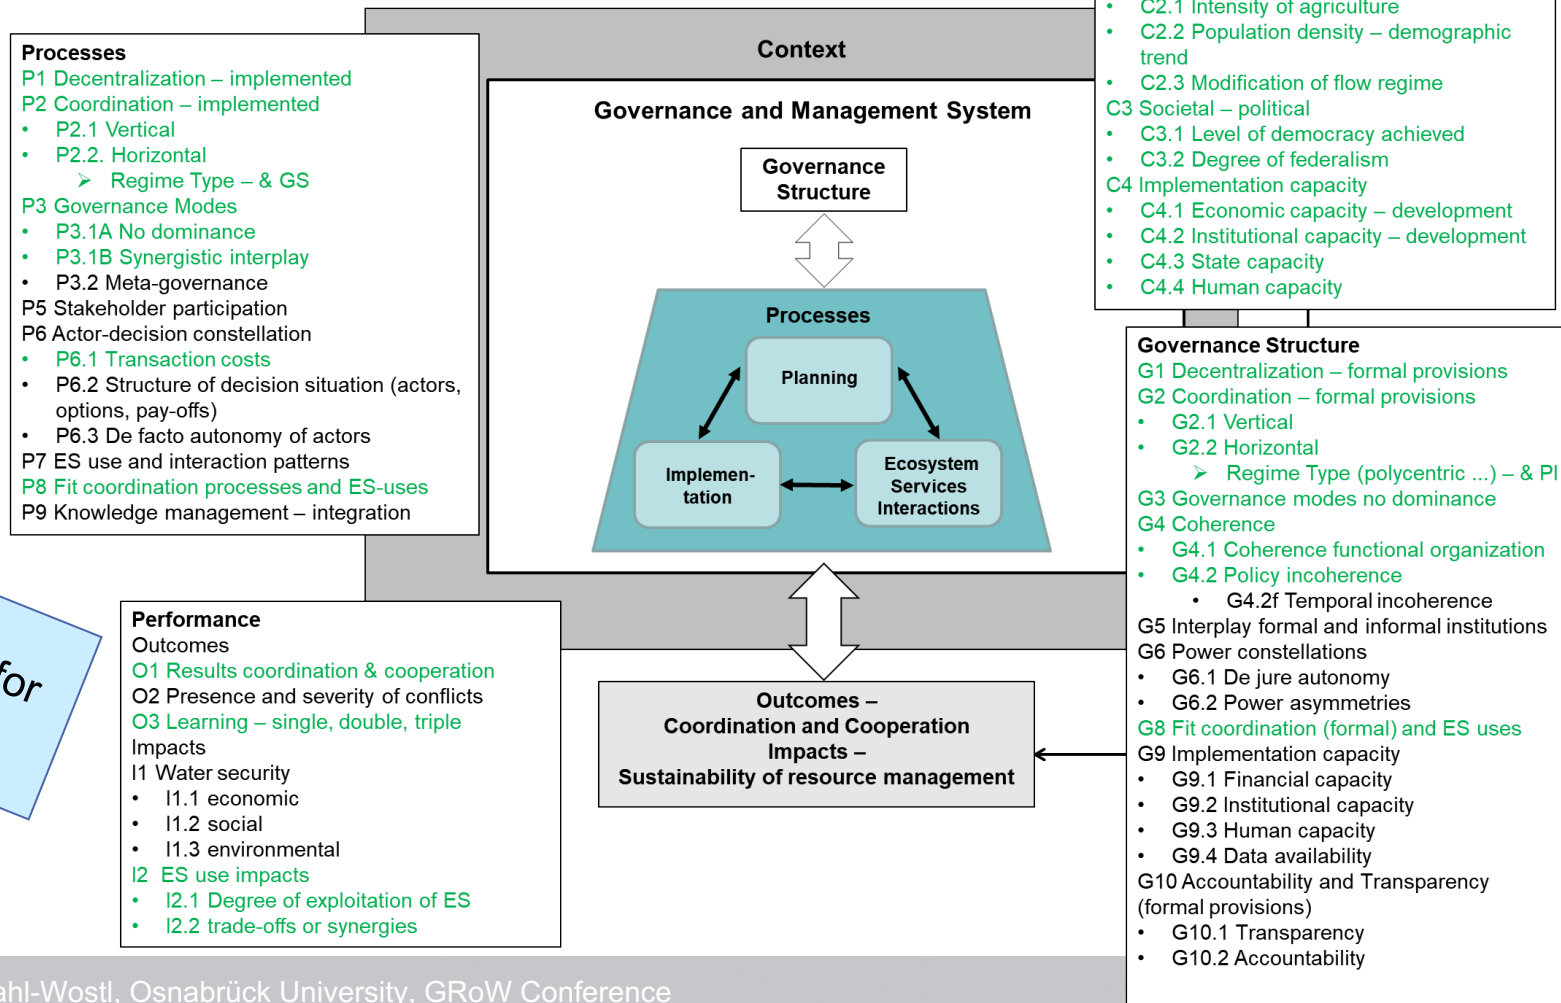 Processes
P1 Decentralization – implemented
P2 Coordination – implemented
• P2.1 Vertical
• P2.2. Horizontal
➢ Regime Type – & GS
P3 Governance Modes
• P3.1A No dominance
• P3.1B Synergistic interplay
• P3.2 Meta-governance
P5 Stakeholder participation
P6 Actor-decision constellation
• P6.1 Transaction costs
• P6.2 Structure of decision situation (actors,
options, pay-offs)
• P6.3 De facto autonomy of actors
P7 ES use and interaction patterns
P8 Fit coordination processes and ES-uses
P9 Knowledge management – integration
Context
Governance and Management System
Governance
Structure
Processes
Planning
Implemen-
tation
Ecosystem
Services
Interactions
• C2.1 Intensity of agriculture
• C2.2 Population density – demographic
trend
• C2.3 Modification of flow regime
C3 Societal – political
• C3.1 Level of democracy achieved
• C3.2 Degree of federalism
C4 Implementation capacity
• C4.1 Economic capacity – development
• C4.2 Institutional capacity – development
• C4.3 State capacity
• C4.4 Human capacity
Governance Structure
G1 Decentralization – formal provisions
G2 Coordination – formal provisions
• G2.1 Vertical
• G2.2 Horizontal
➢ Regime Type (polycentric ...) – & Pl
G3 Governance modes no dominance
G4 Coherence
• G4.1 Coherence functional organization
• G4.2 Policy incoherence
• G4.2f Temporal incoherence
G5 Interplay formal and informal institutions
G6 Power constellations
• G6.1 De jure autonomy
• G6.2 Power asymmetries
G8 Fit coordination (formal) and ES uses
G9 Implementation capacity
• G9.1 Financial capacity
• G9.2 Institutional capacity
• G9.3 Human capacity
• G9.4 Data availability
G10 Accountability and Transparency
(formal provisions)
• G10.1 Transparency
• G10.2 Accountability
for
Performance
Outcomes
O1 Results coordination & cooperation
O2 Presence and severity of conflicts
O3 Learning – single, double, triple
Impacts
I1 Water security
• I1.1 economic
• I1.2 social
• I1.3 environmental
I2 ES use impacts
• I2.1 Degree of exploitation of ES
• I2.2 trade-offs or synergies
Outcomes –
Coordination and Cooperation
Impacts –
Sustainability of resource management
ahl-Wostl, Osnabrück University, GRoW Conference